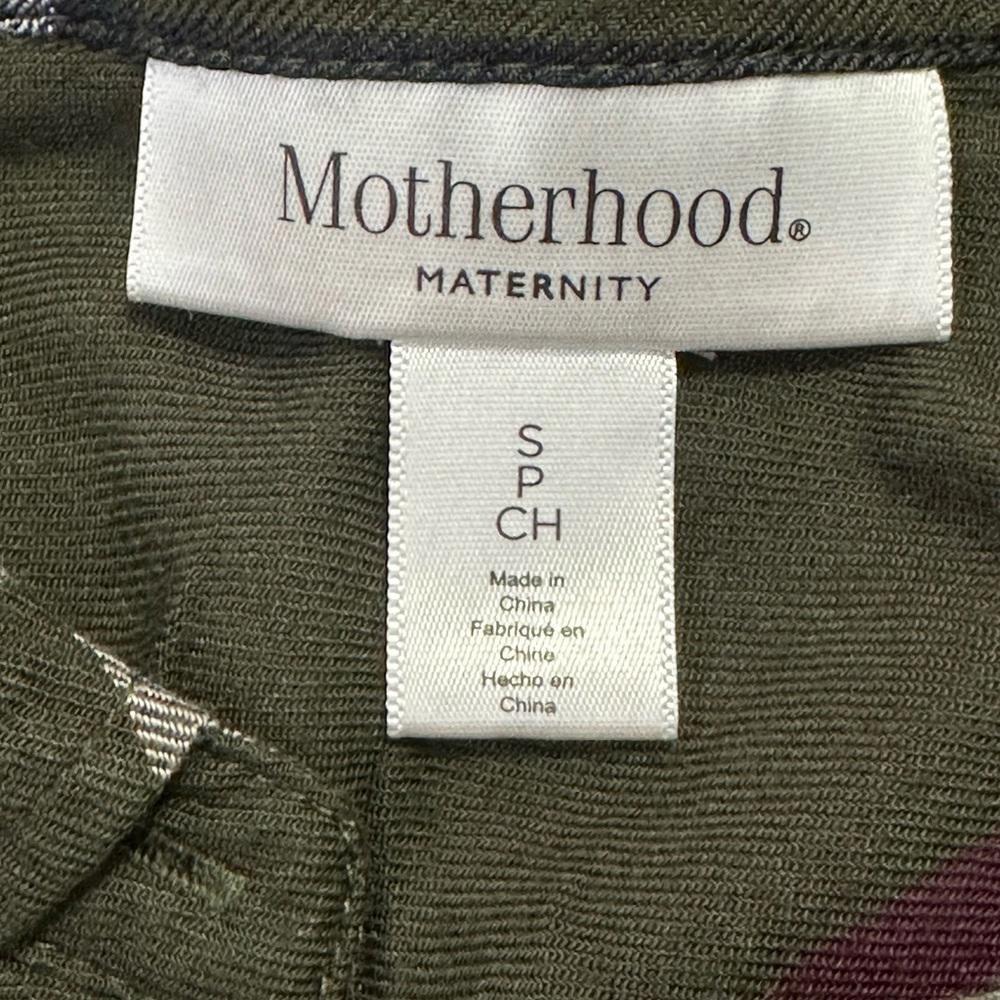 Motherhood®
MATERNITY
S
P
CH
Made in
China
Fabriqué en
Chine
Hecho en
China